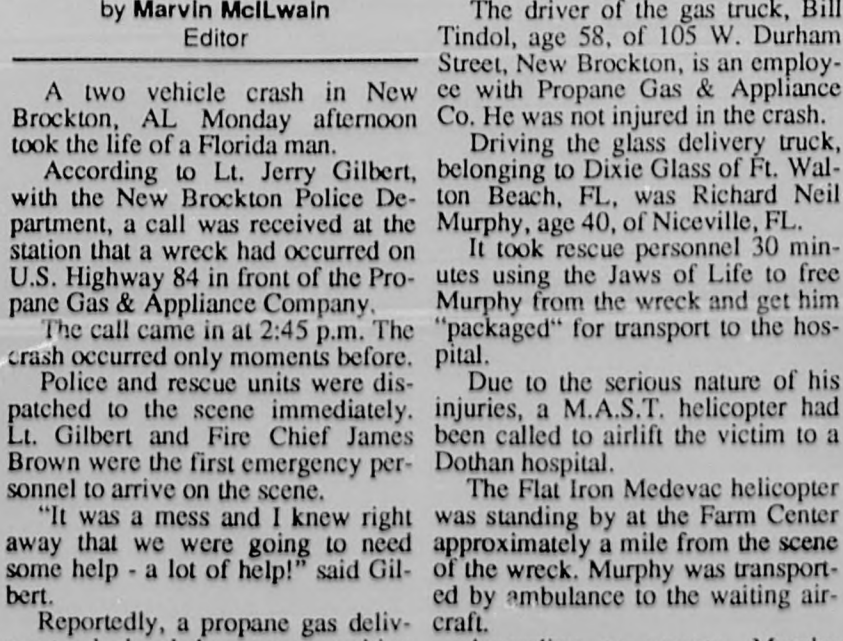 by Marvin McILwain
Editor
A two vehicle crash in New
Brockton, AL Monday afternoon
took the life of a Florida man.
According to Lt. Jerry Gilbert,
with the New Brockton Police De-
partment, a call was received at the
station that a wreck had occurred on
U.S. Highway 84 in front of the Pro-
pane Gas & Appliance Company.
The call came in at 2:45 p.m. The
crash occurred only moments before.
Police and rescue units were dis-
patched to the scene immediately.
Lt. Gilbert and Fire Chief James
Brown were the first emergency per-
sonnel to arrive on the scene.
"It was a mess and I knew right
away that we were going to need
some help - a lot of help!" said Gil-
bert.
Reportedly, a propane gas deliv-
The driver of the gas truck, Bill
Tindol, age 58, of 105 W. Durham
Street, New Brockton, is an employ-
ee with Propane Gas & Appliance
Co. He was not injured in the crash.
Driving the glass delivery truck,
belonging to Dixie Glass of Ft. Wal-
ton Beach, FL, was Richard Neil
Murphy, age 40, of Niceville, FL.
It took rescue personnel 30 min-
utes using the Jaws of Life to free
Murphy from the wreck and get him
"packaged" for transport to the hos-
pital.
Due to the serious nature of his
injuries, a M.A.S.T. helicopter had
been called to airlift the victim to a
Dothan hospital.
The Flat Iron Medevac helicopter
was standing by at the Farm Center
approximately a mile from the scene
of the wreck. Murphy was transport-
ed by ambulance to the waiting air-
craft.